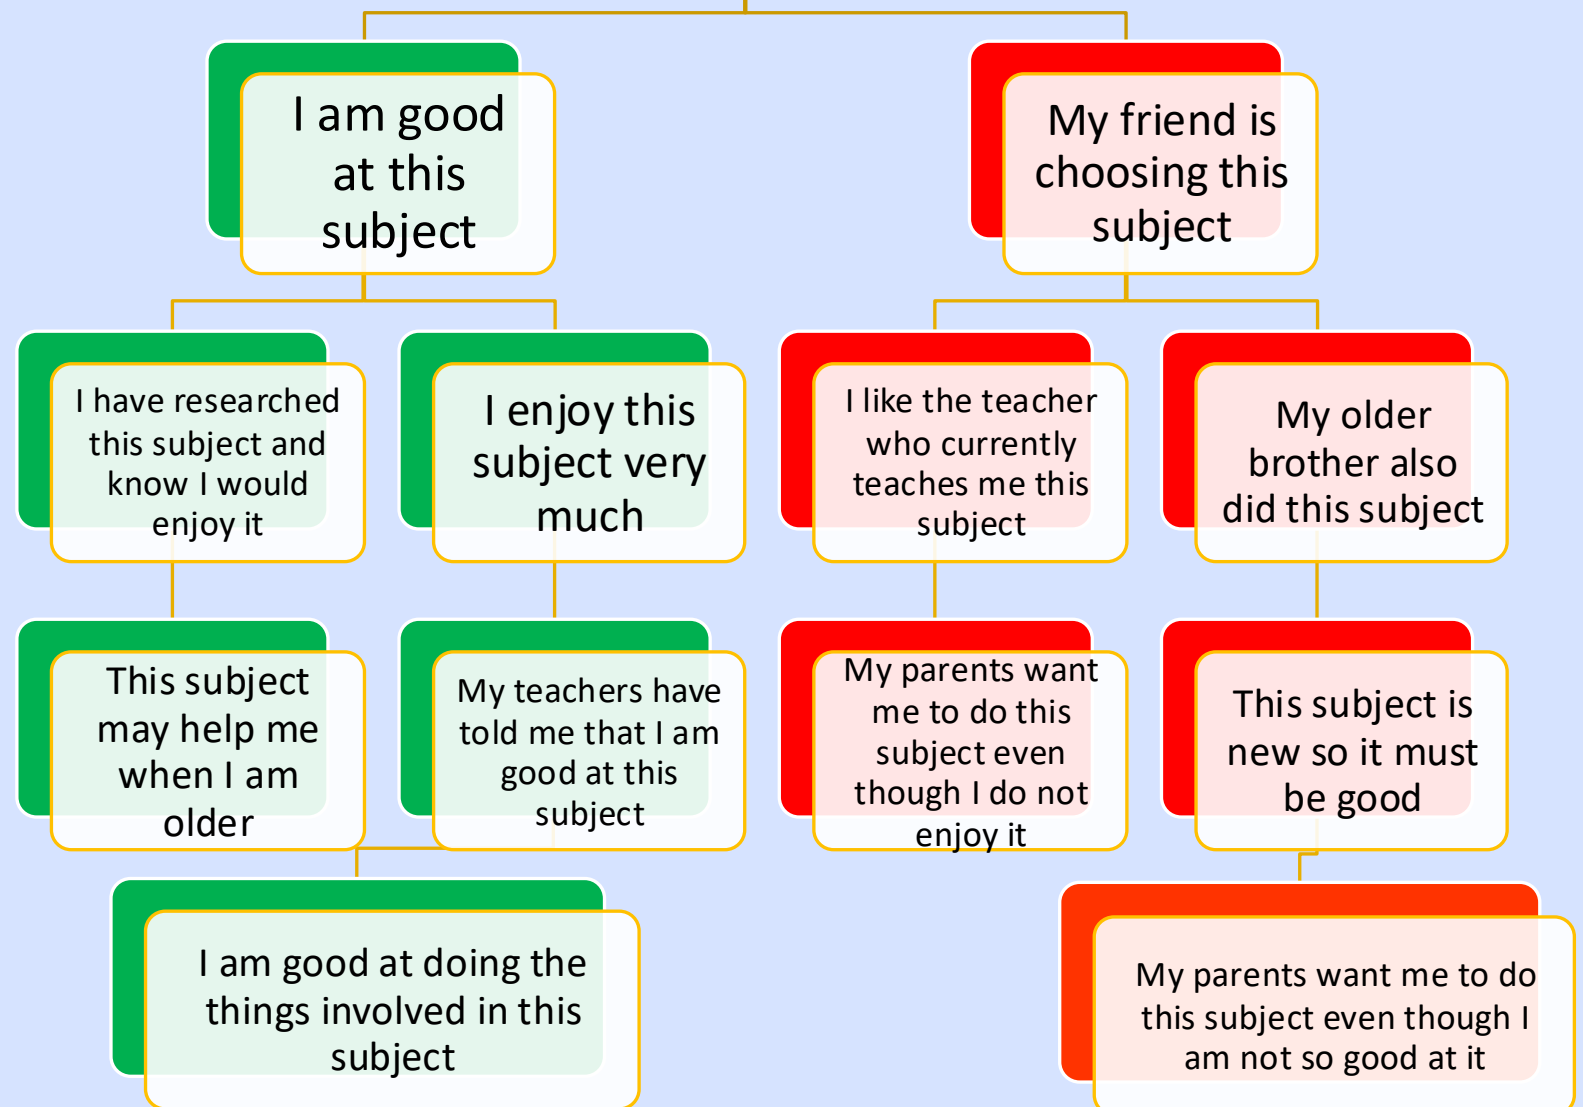 I am good
at this
subject
My friend is
choosing this
subject
I have researched
this subject and
know I would
enjoy it
I enjoy this
subject very
much
I like the teacher
who currently
teaches me this
subject
My older
brother also
did this subject
This subject
may help me
when I am
older
My teachers have
told me that I am
good at this
subject
My parents want
me to do this
subject even
though I do not
enjoy it
This subject is
new so it must
be good
I am good at doing the
things involved in this
subject
My parents want me to do
this subject even though I
am not so good at it